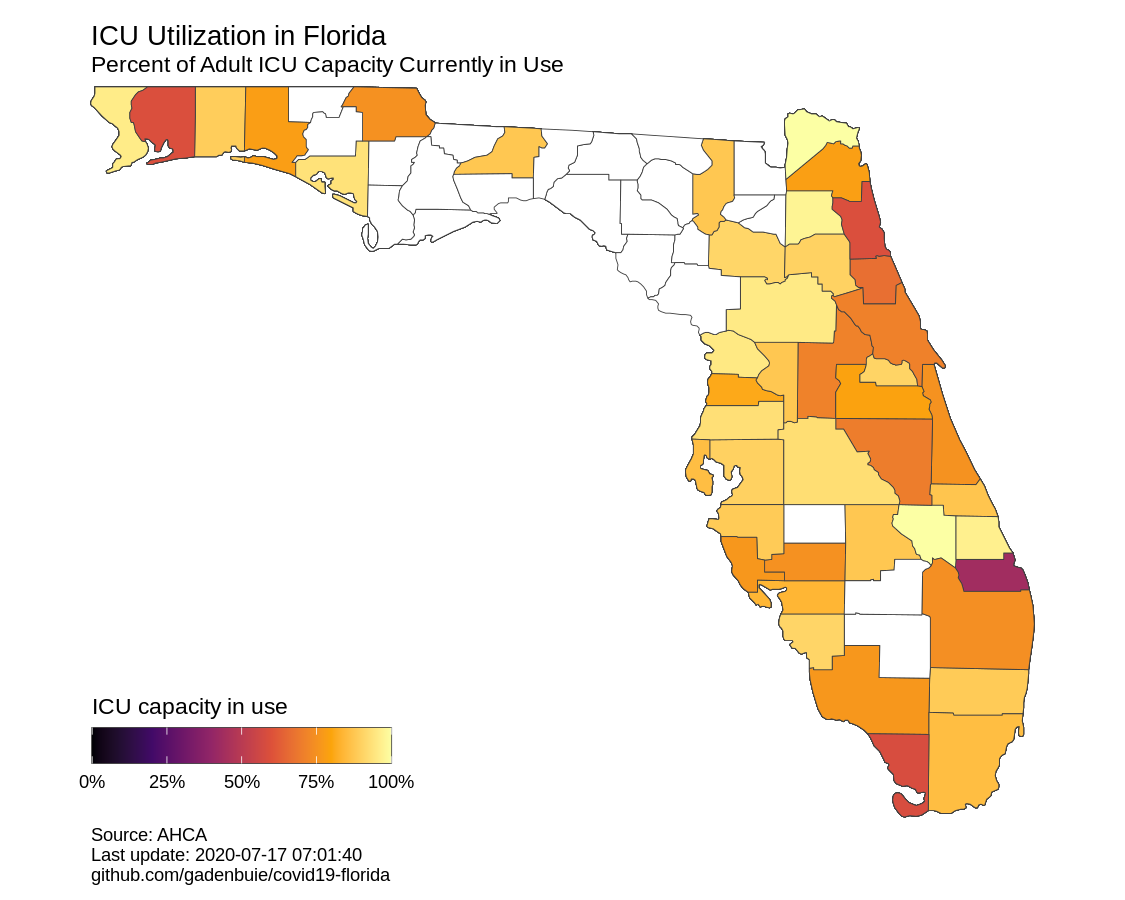 ICU Utilization in Florida
Percent of Adult ICU Capacity Currently in Use
ICU capacity in use
0% 25% 50% 75% 100%
Source: AHCA
Last update: 2020-07-17 07:01:40
github.com/gadenbuie/covid19-florida